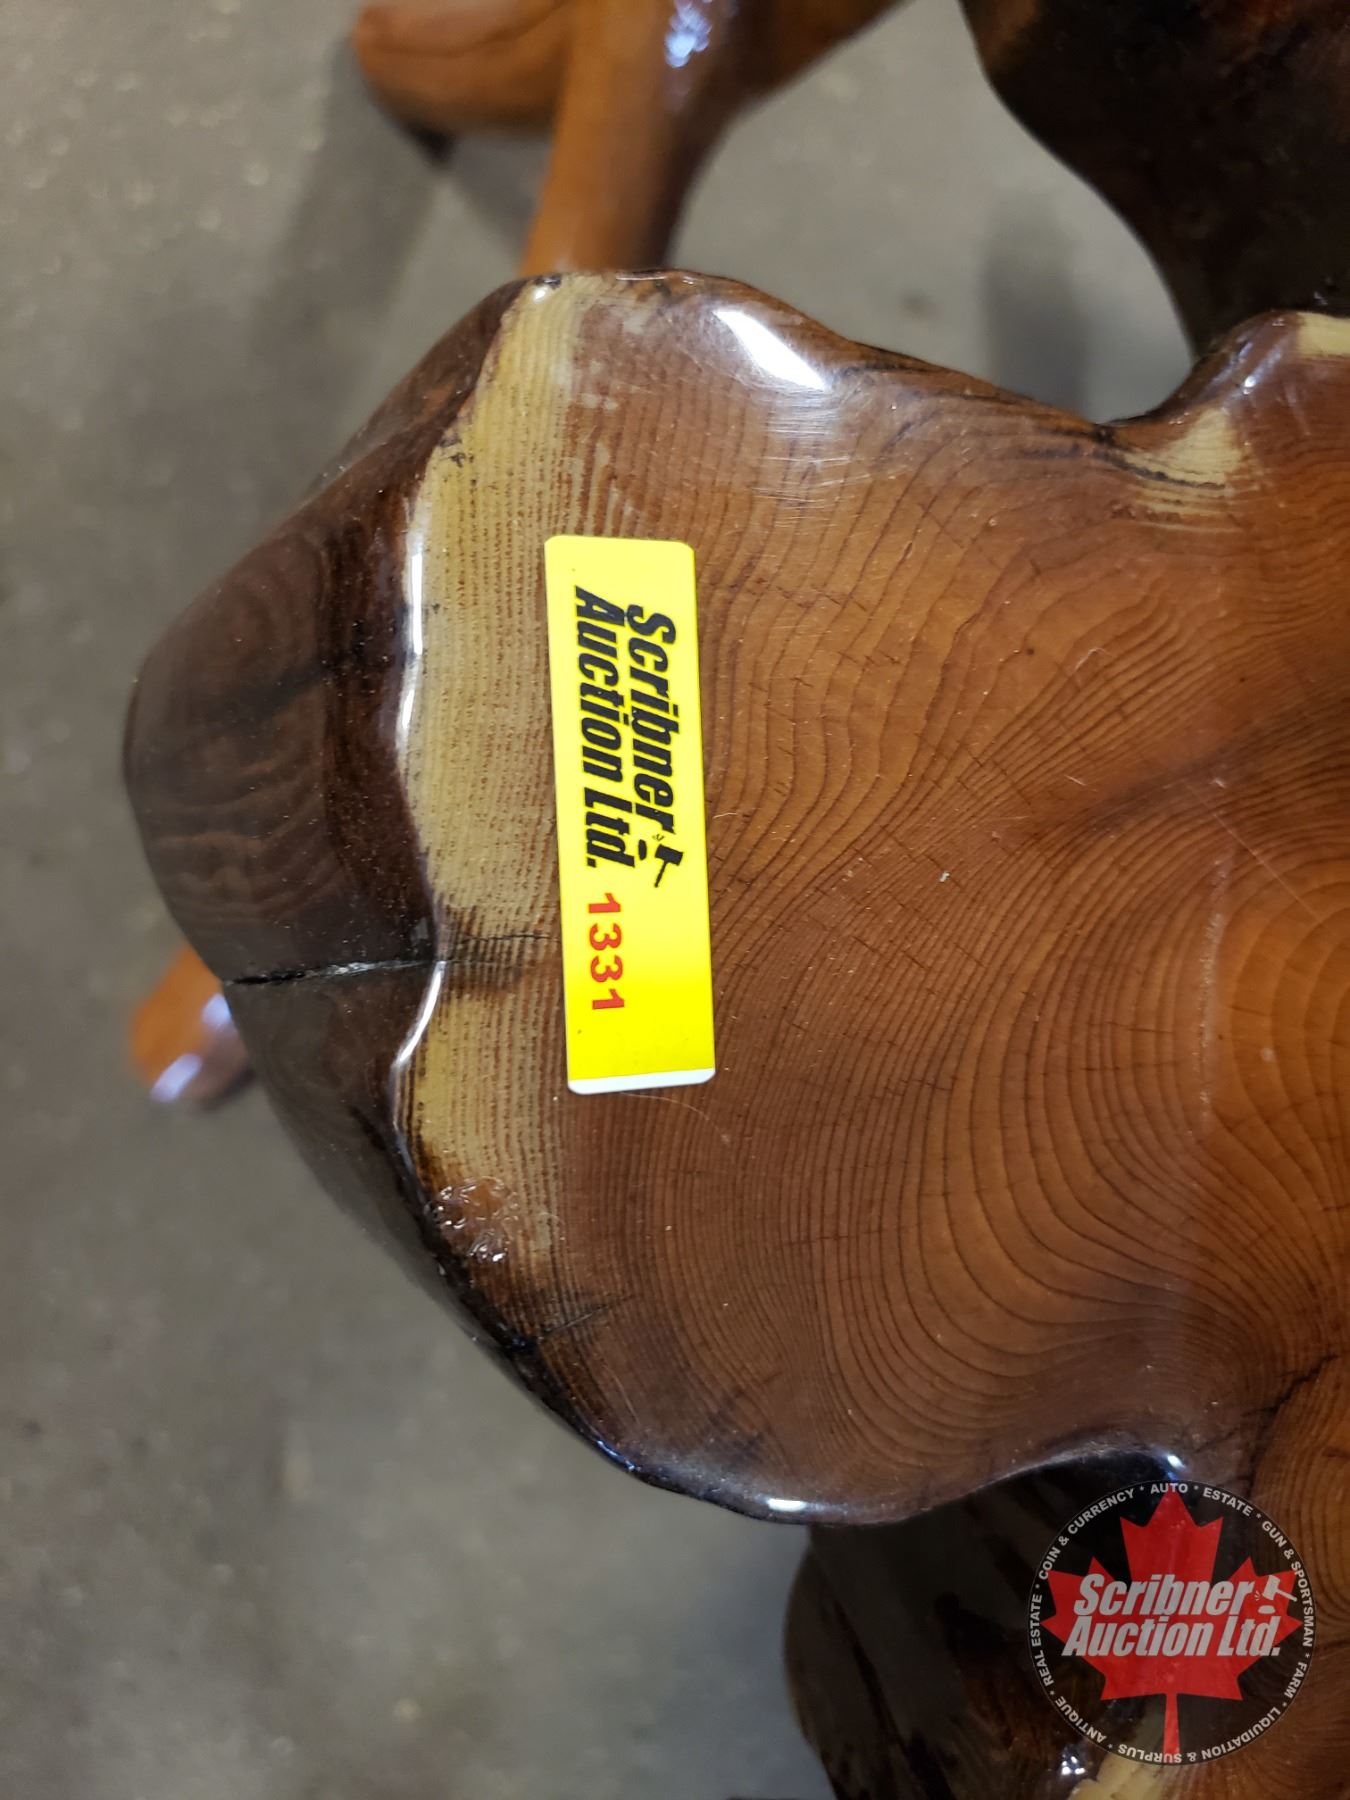 Scribner
Auction Ltd.
1331
COIN & CURRENCY * AUTO * ESTATE * GUN & SPORTSMAN * FARM * LIQUIDATION & SURPLUS * ANTIQUE * REAL ESTATE *
Scribner
Auction Ltd.